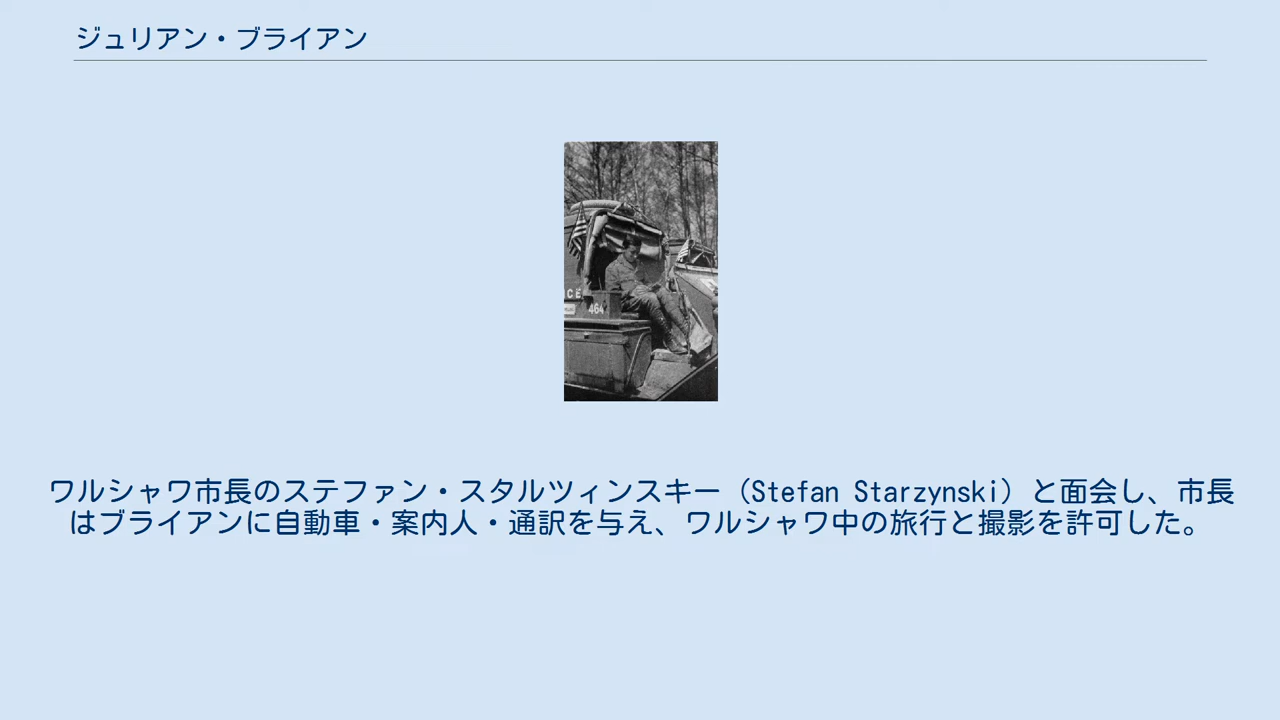 ジュリアン・ブライアン
CE
464
ワルシャワ市長のステファン・スタルツィンスキー（Stefan Starzynski）と面会し、市長
はブライアンに自動車・案内人・通訳を与え、ワルシャワ中の旅行と撮影を許可した。